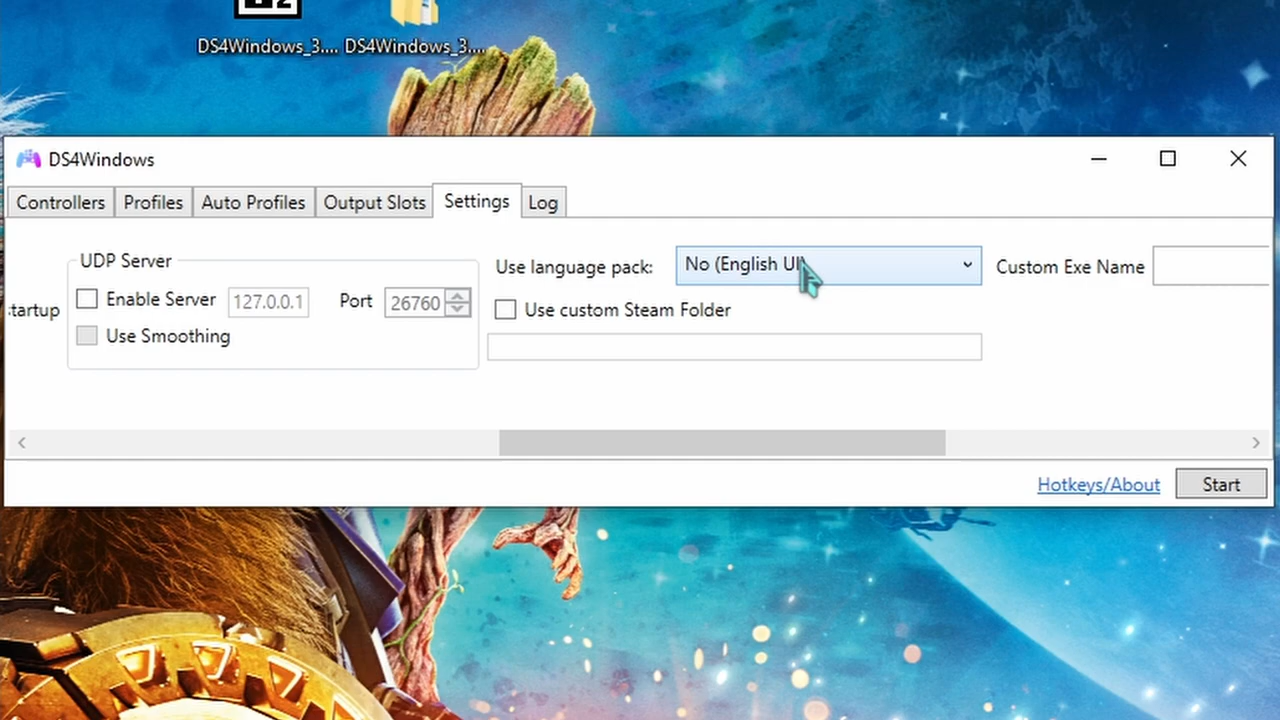 DS4Windows_3.... DS4Windows_3....
DS4Windows
Controllers Profiles Auto Profiles Output Slots Settings Log
UDP Server
Use language pack: No (English UI) Custom Exe Name
Enable Server 127.0.0.1 Port 26760
startup
Use custom Steam Folder
Use Smoothing
Hotkeys/About Start